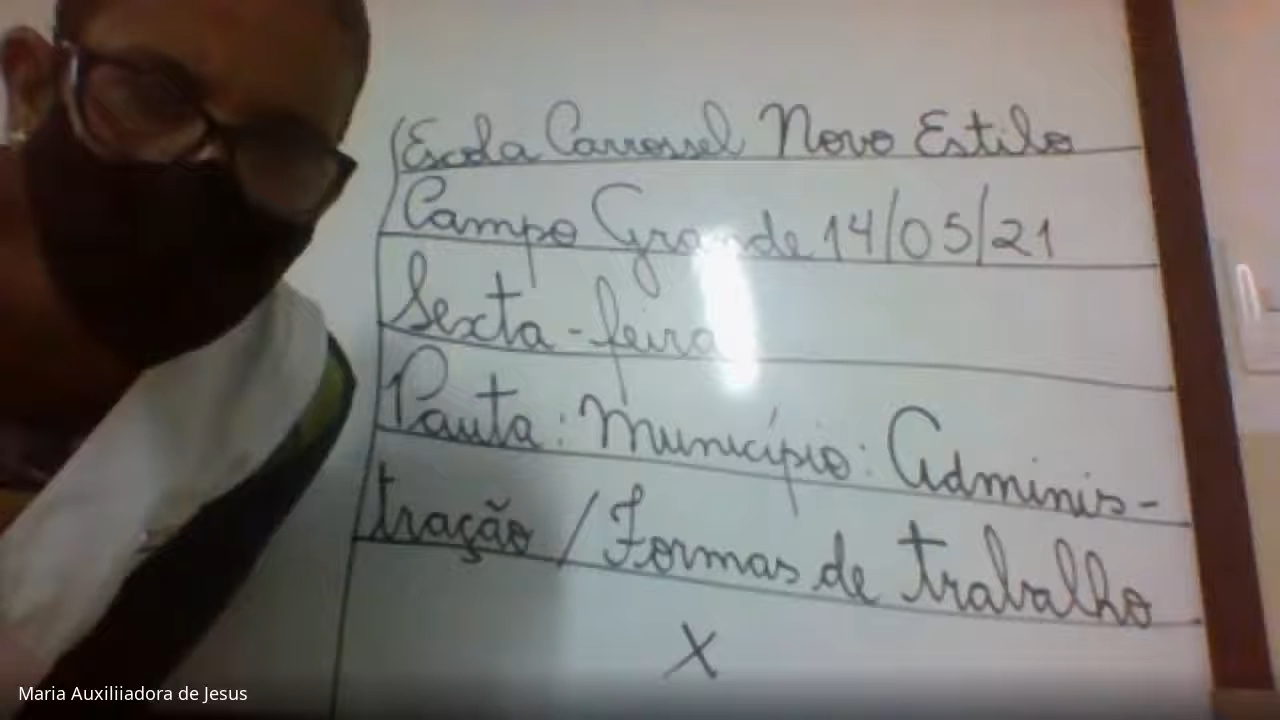 Escola Carrossel Novo Estilo
Campo Grande 14/05/21
Sexta-feira
Pauta: Município: Adminis-
tração / Formas de trabalho
X
Maria Auxiliiadora de Jesus